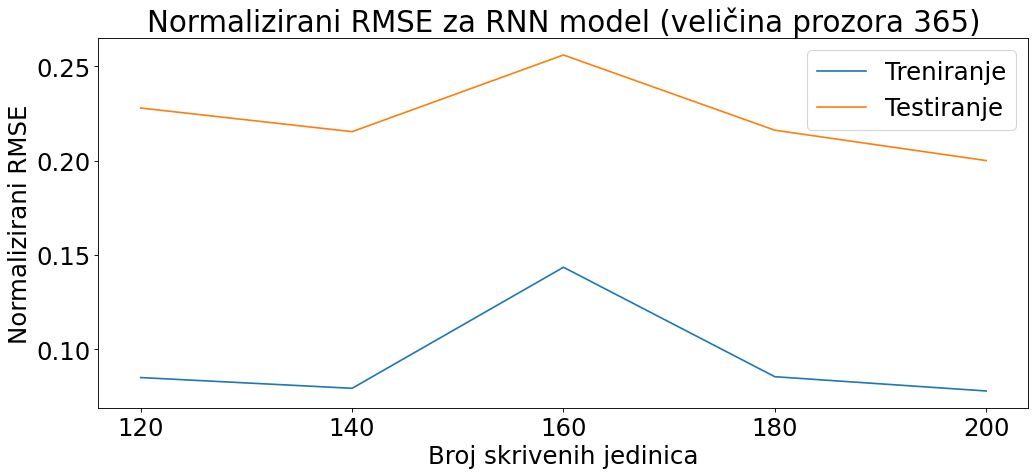 Normalizirani RMSE za RNN model (veličina prozora 365)
Treniranje
Testiranje
Normalizirani RMSE
0.25
0.20
0.15
0.10
120 140 160 180 200
Broj skrivenih jedinica